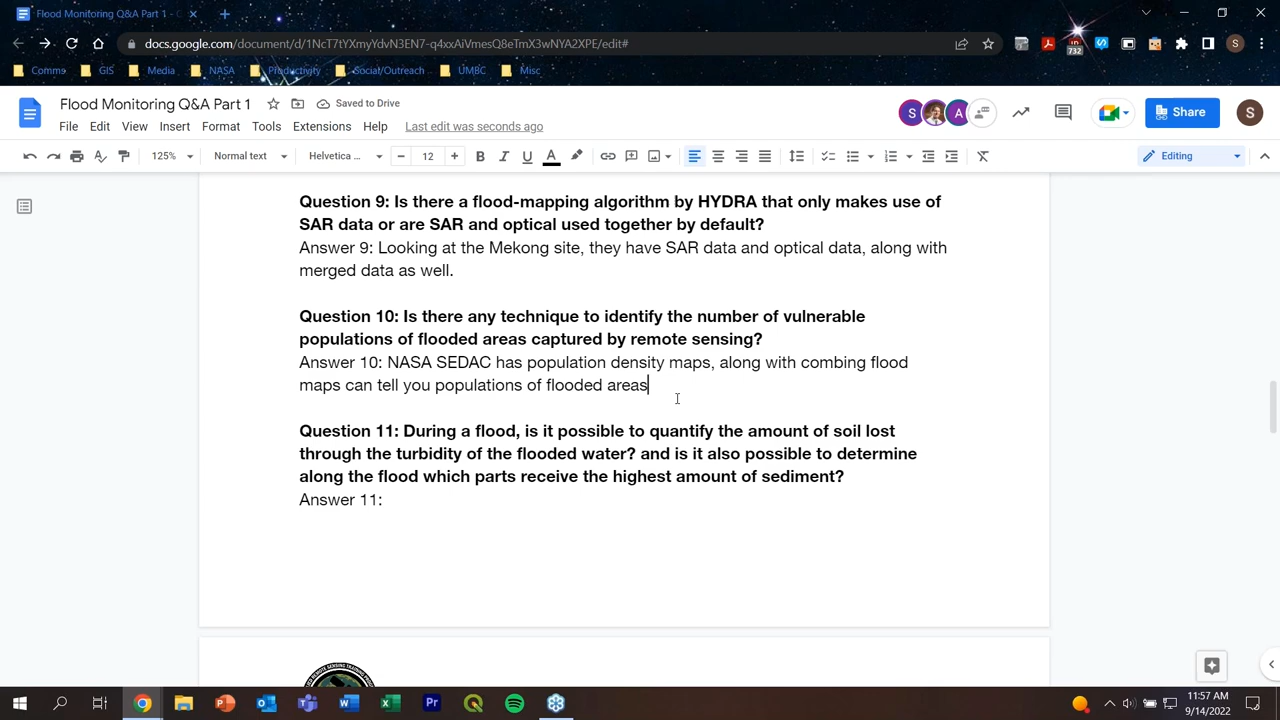 Flood Monitoring Q&A Part 1 -
docs.google.com/document/d/1NcT7tYXmyYdvN3EN7-q4xxAiVmesQ8eTmX3wNYA2XPE/edit#
732
S
Comms GIS Media NASA Productivity Social/Outreach UMBC Misc
Flood Monitoring Q&A Part 1 Saved to Drive
S A Share S
File Edit View Insert Format Tools Extensions Help Last edit was seconds ago
125% Normal text Helvetica ... 12 B I U A Editing
Question 9: Is there a flood-mapping algorithm by HYDRA that only makes use of
SAR data or are SAR and optical used together by default?
Answer 9: Looking at the Mekong site, they have SAR data and optical data, along with
merged data as well.
Question 10: Is there any technique to identify the number of vulnerable
populations of flooded areas captured by remote sensing?
Answer 10: NASA SEDAC has population density maps, along with combing flood
maps can tell you populations of flooded areas
Question 11: During a flood, is it possible to quantify the amount of soil lost
through the turbidity of the flooded water? and is it also possible to determine
along the flood which parts receive the highest amount of sediment?
Answer 11:
11:57 AM
9/14/2022